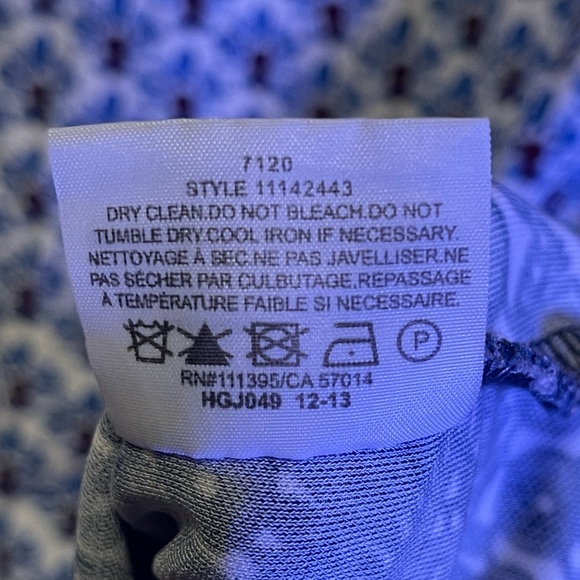 7120
STYLE 11142443
DRY CLEAN.DO NOT BLEACH.DO NOT
TUMBLE DRY.COOL IRON IF NECESSARY.
NETTOYAGE À SEC.NE PAS JAVELLISER.NE
PAS SÉCHER PAR CULBUTAGE.REPASSAGE
À TEMPÉRATURE FAIBLE SI NECESSAIRE.
P
RN#111395/CA 57014
HGJ049 12-13